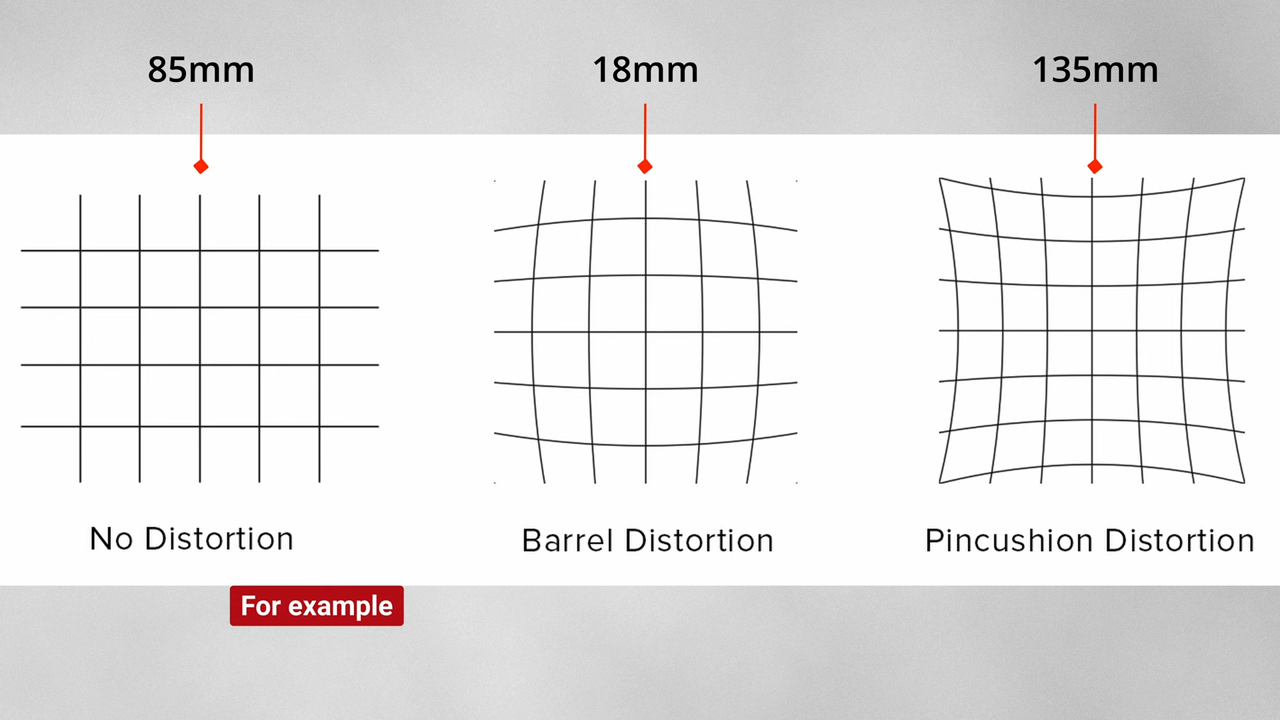 85mm
18mm
135mm
No Distortion
Barrel Distortion
Pincushion Distortion
For example